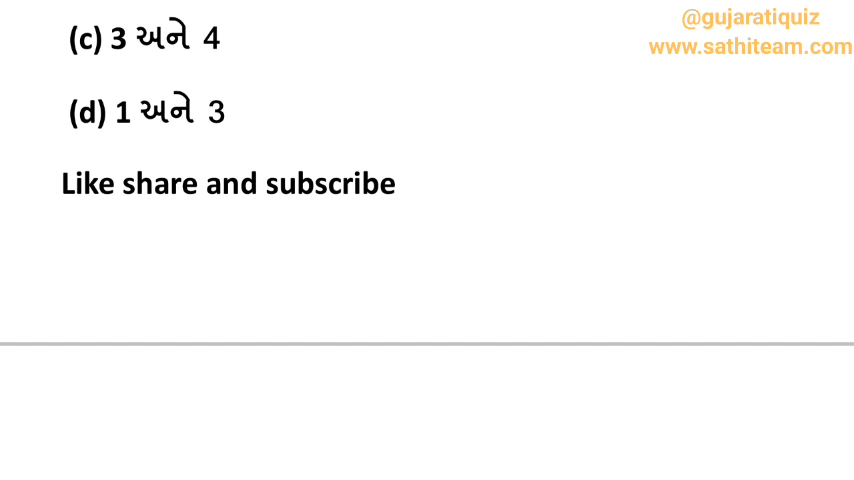 @gujaratiquiz
www.sathiteam.com
(c) 3 અને 4
(d) 1 અને 3
Like share and subscribe